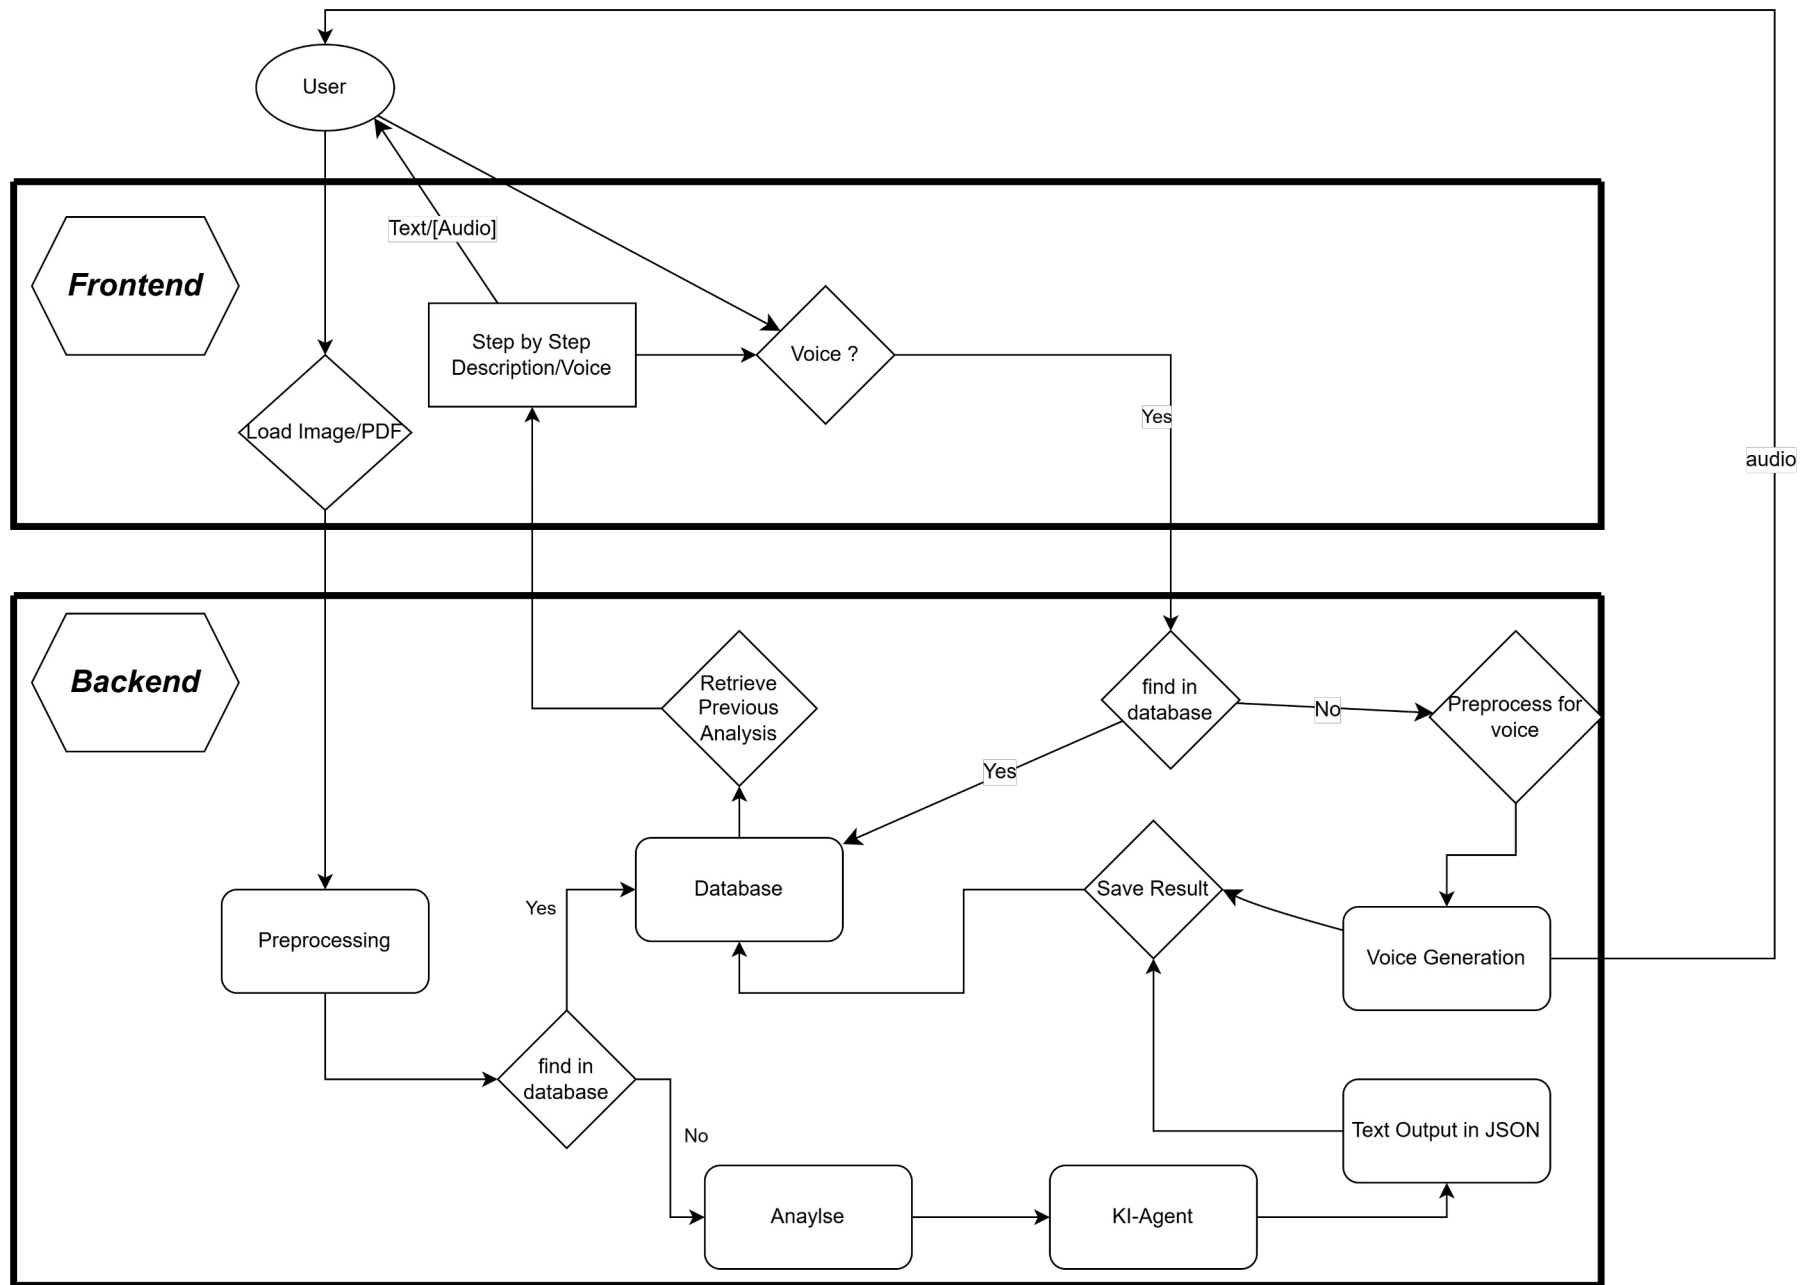 User
Text/[Audio]
Frontend
Step by Step
Description/Voice
Voice ?
Load Image/PDF
Yes
audio
Backend
Retrieve
Previous
Analysis
find in
database
No
Preprocess for
voice
Yes
Database
Save Result
Yes
Preprocessing
Voice Generation
find in
database
No
Text Output in JSON
Anaylse
KI-Agent